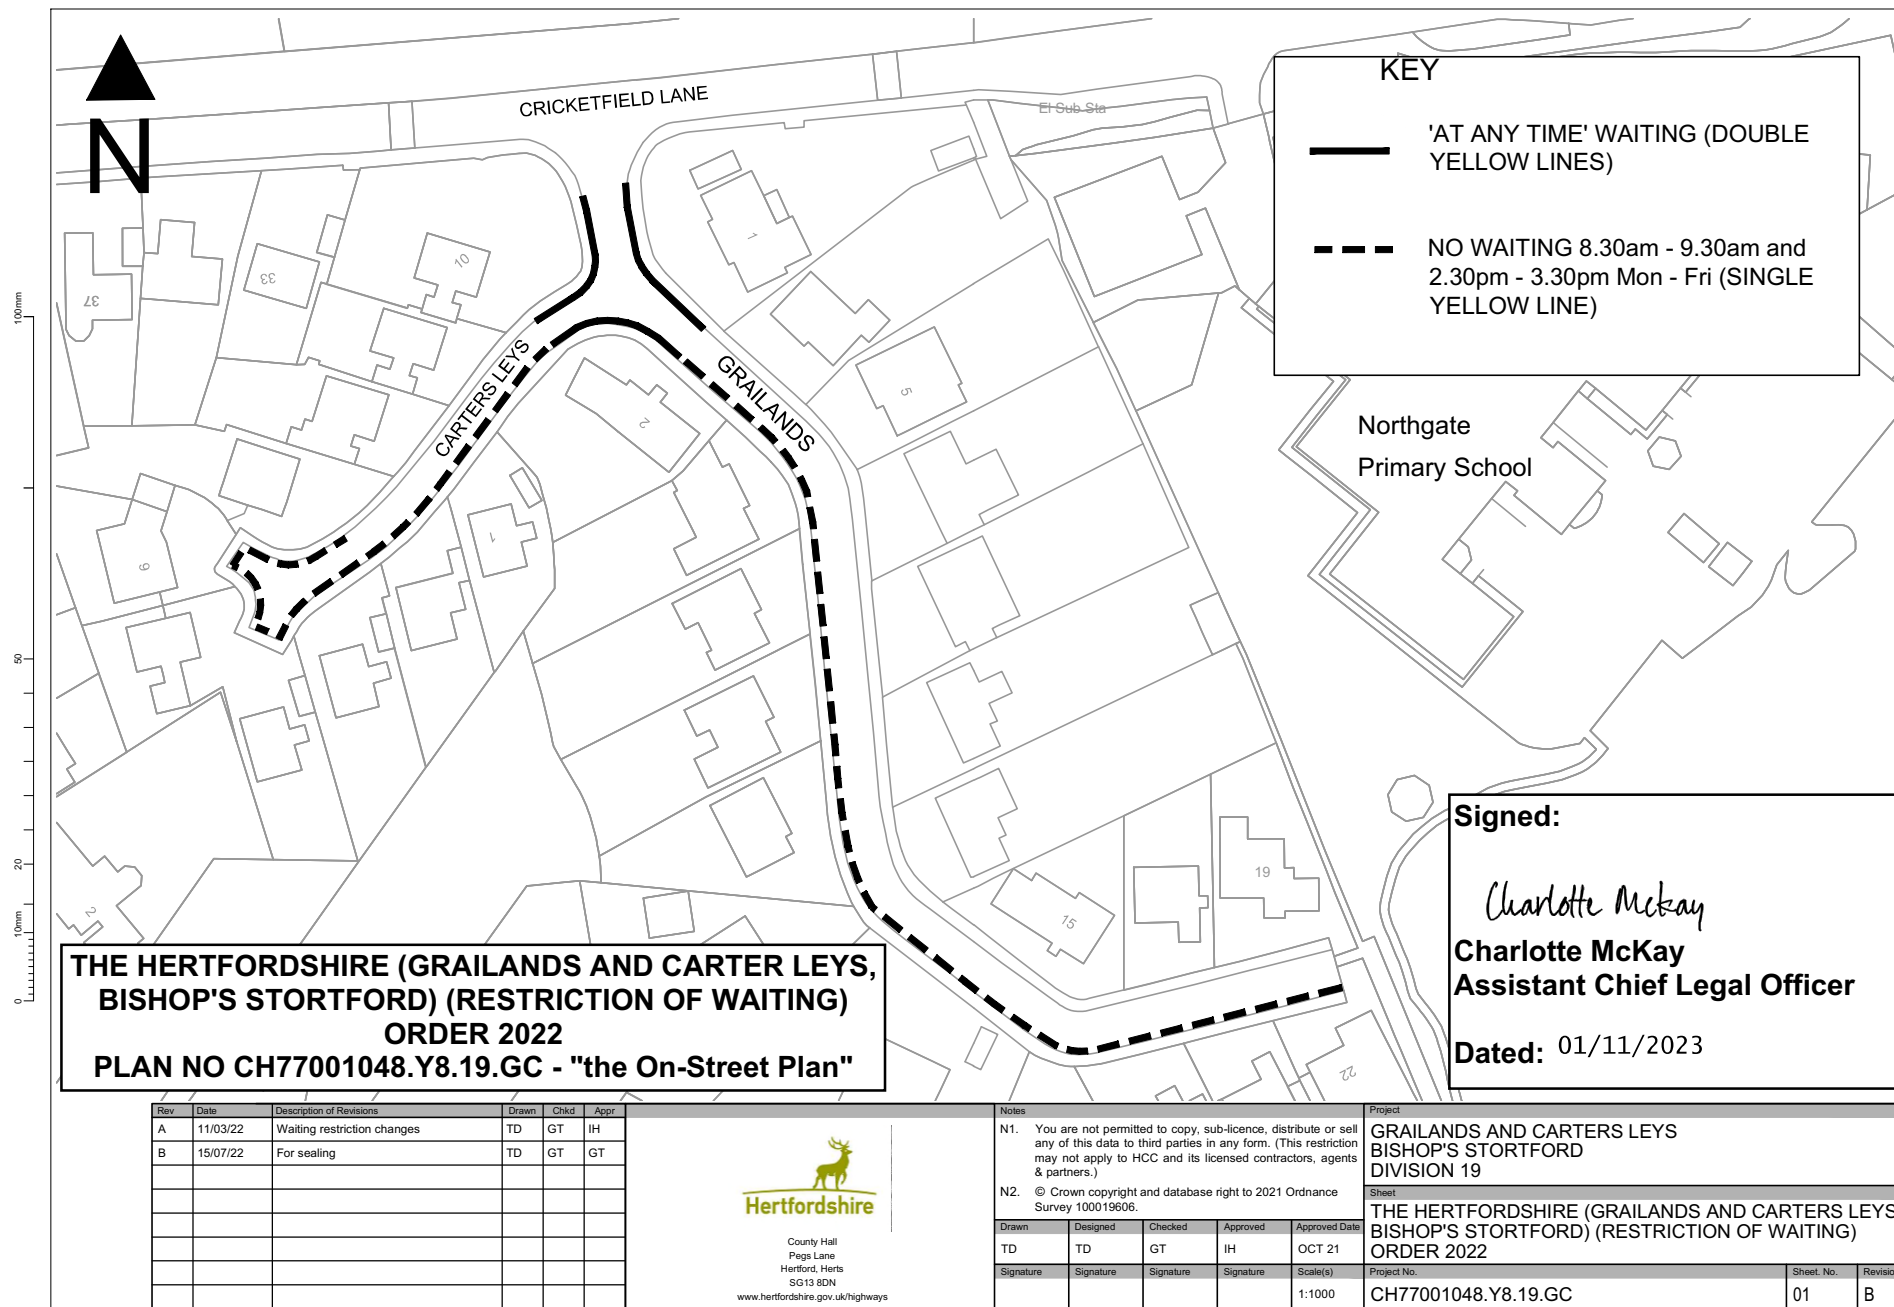 N
CRICKETFIELD LANE
El Sub Sta
KEY
'AT ANY TIME' WAITING (DOUBLE
YELLOW LINES)
NO WAITING 8.30am - 9.30am and
2.30pm - 3.30pm Mon - Fri (SINGLE
YELLOW LINE)
37
33
10
1
CARTERS LEYS
GRAILANDS
2
5
1
9
Northgate
Primary School
15
19
22
2
100mm
50
20
10mm
0
Signed:
Charlotte McKay
Charlotte McKay
Assistant Chief Legal Officer
Dated: 01/11/2023
THE HERTFORDSHIRE (GRAILANDS AND CARTER LEYS,
BISHOP'S STORTFORD) (RESTRICTION OF WAITING)
ORDER 2022
PLAN NO CH77001048.Y8.19.GC - "the On-Street Plan"
Rev Date Description of Revisions Drawn Chkd Appr
A 11/03/22 Waiting restriction changes TD GT IH
B 15/07/22 For sealing TD GT GT
Hertfordshire
County Hall
Pegs Lane
Hertford, Herts
SG13 8DN
www.hertfordshire.gov.uk/highways
Notes
N1. You are not permitted to copy, sub-licence, distribute or sell
any of this data to third parties in any form. (This restriction
may not apply to HCC and its licensed contractors, agents
& partners.)
N2. © Crown copyright and database right to 2021 Ordnance
Survey 100019606.
Drawn Designed Checked Approved Approved Date
TD TD GT IH OCT 21
Signature Signature Signature Signature Scale(s)
1:1000
Project
GRAILANDS AND CARTERS LEYS
BISHOP'S STORTFORD
DIVISION 19
Sheet
THE HERTFORDSHIRE (GRAILANDS AND CARTERS LEYS
BISHOP'S STORTFORD) (RESTRICTION OF WAITING)
ORDER 2022
Project No. Sheet. No. Revisio
CH77001048.Y8.19.GC 01 B